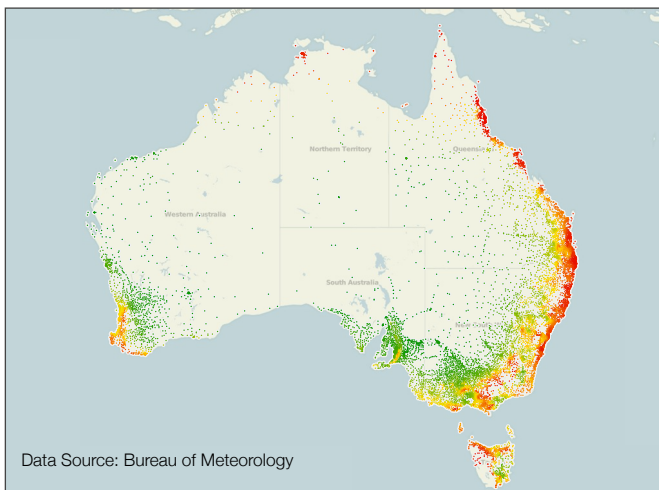 Northern Territory
Queensland
Western Australia
South Australia
Data Source: Bureau of Meteorology